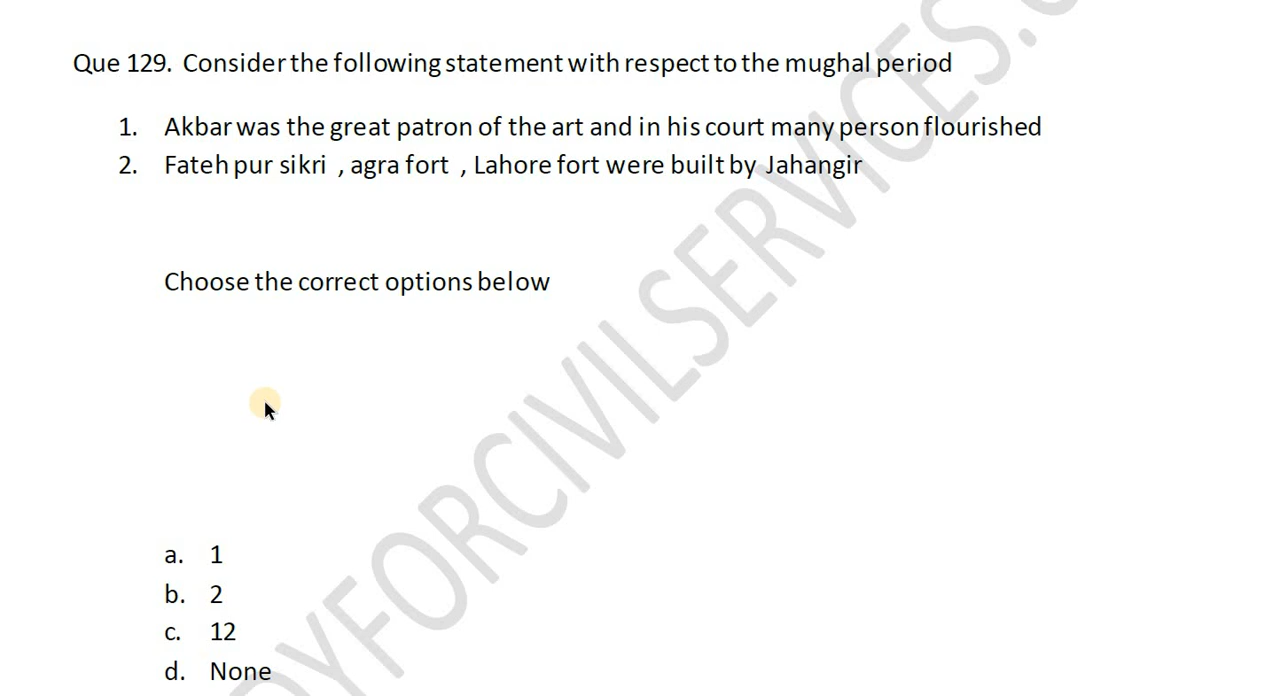 Que 129. Consider the following statement with respect to the mughal period
1. Akbar was the great patron of the art and in his court many person flourished
2. Fateh pur sikri , agra fort , Lahore fort were built by Jahangir
Choose the correct options below
a. 1
b. 2
c. 12
d. None
DYFORCIVILSERVICES.